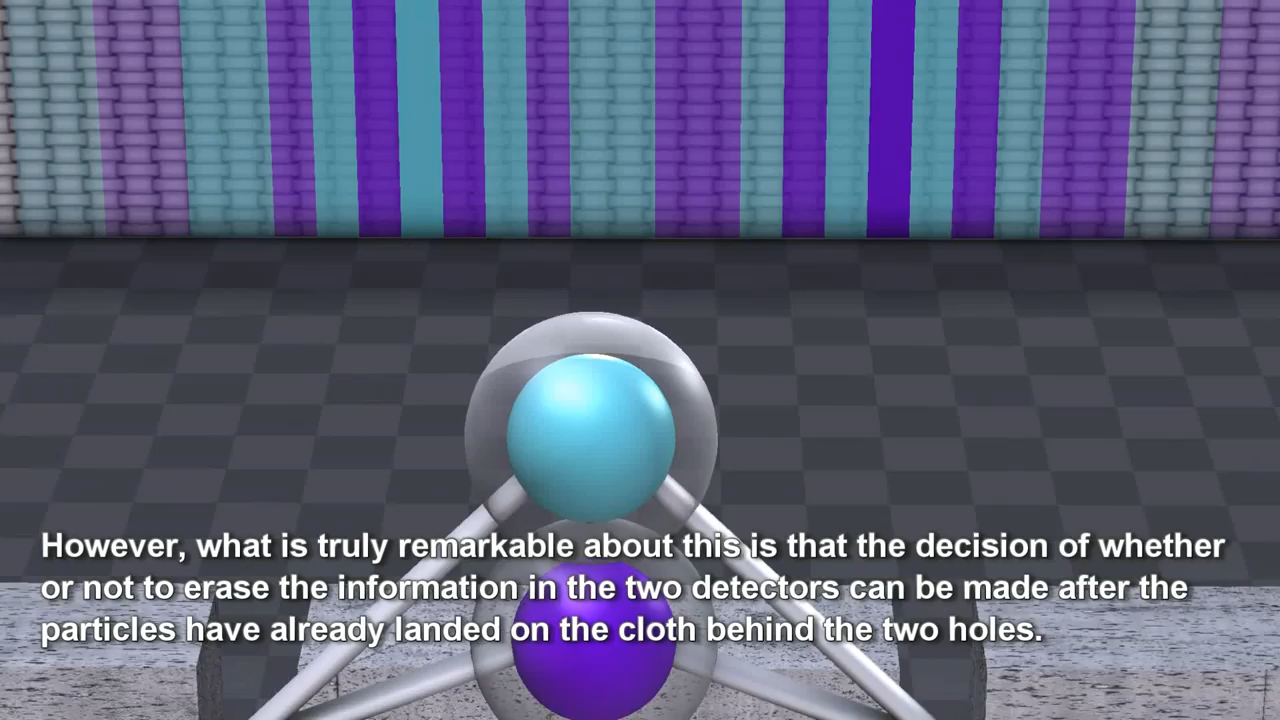 However, what is truly remarkable about this is that the decision of whether
or not to erase the information in the two detectors can be made after the
particles have already landed on the cloth behind the two holes.